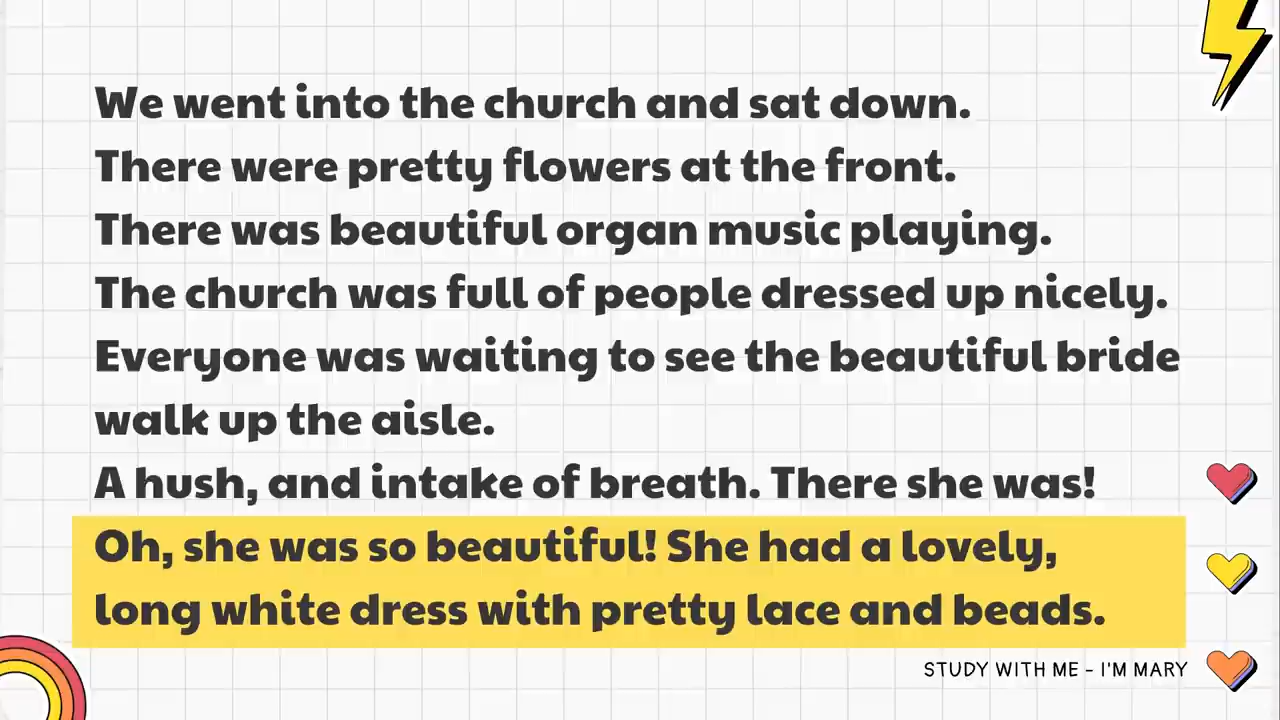 We went into the church and sat down.
There were pretty flowers at the front.
There was beautiful organ music playing.
The church was full of people dressed up nicely.
Everyone was waiting to see the beautiful bride
walk up the aisle.
A hush, and intake of breath. There she was!
Oh, she was so beautiful! She had a lovely,
long white dress with pretty lace and beads.
STUDY WITH ME - I'M MARY